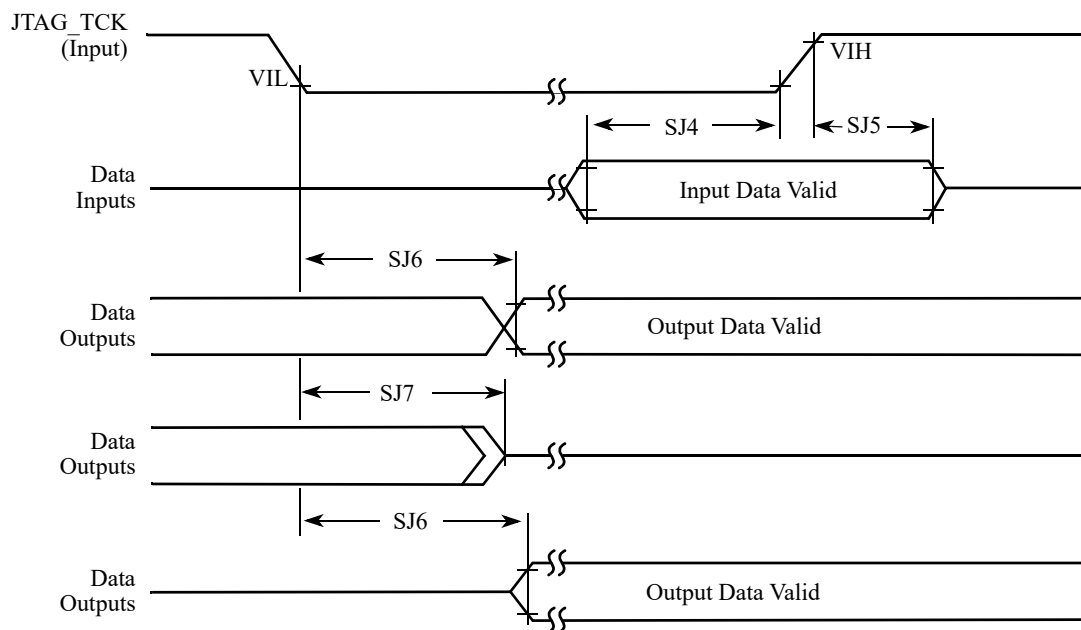 JTAG_TCK
(Input)
VIL
VIH
SJ4
SJ5
Data
Inputs
Input Data Valid
SJ6
Data
Outputs
Output Data Valid
SJ7
Data
Outputs
SJ6
Data
Outputs
Output Data Valid